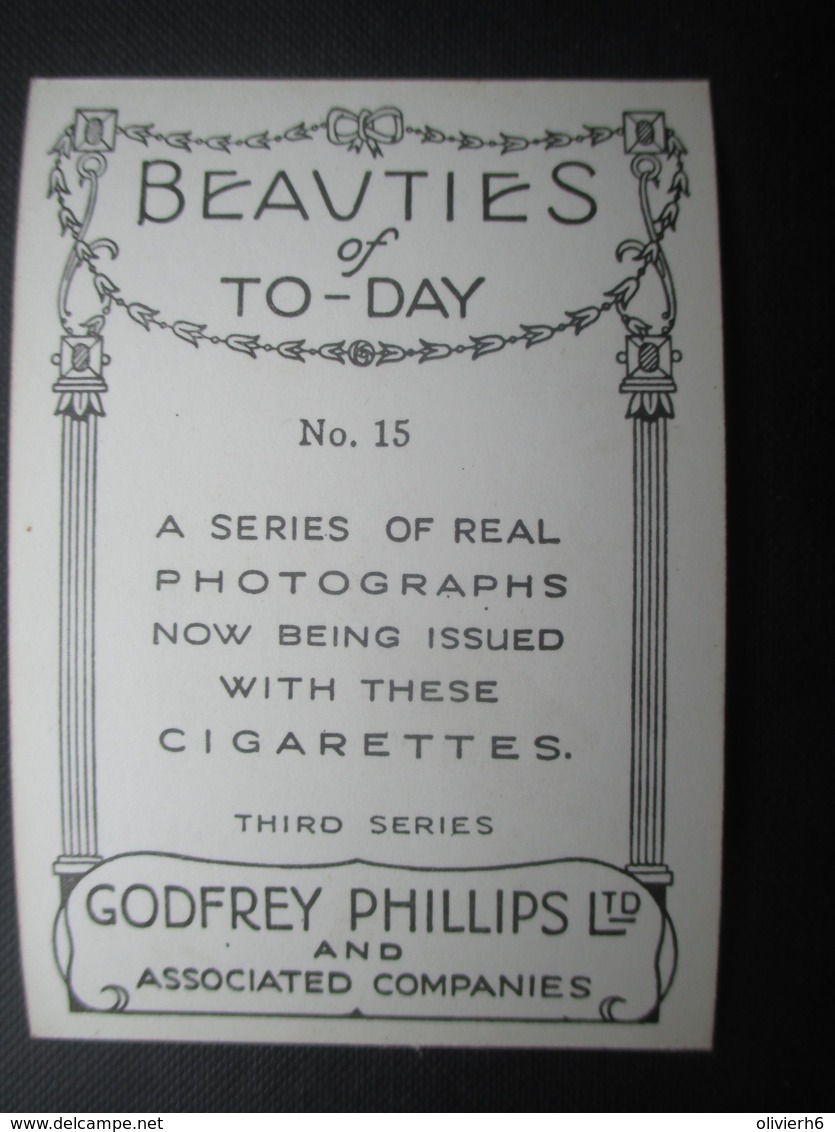 BEAUTIES
of
TO-DAY
No. 15
A SERIES OF REAL
PHOTOGRAPHS
NOW BEING ISSUED
WITH THESE
CIGARETTES.
THIRD SERIES
GODFREY PHILLIPS LTD
AND
ASSOCIATED COMPANIES
www.delcampe.net
olivierh6